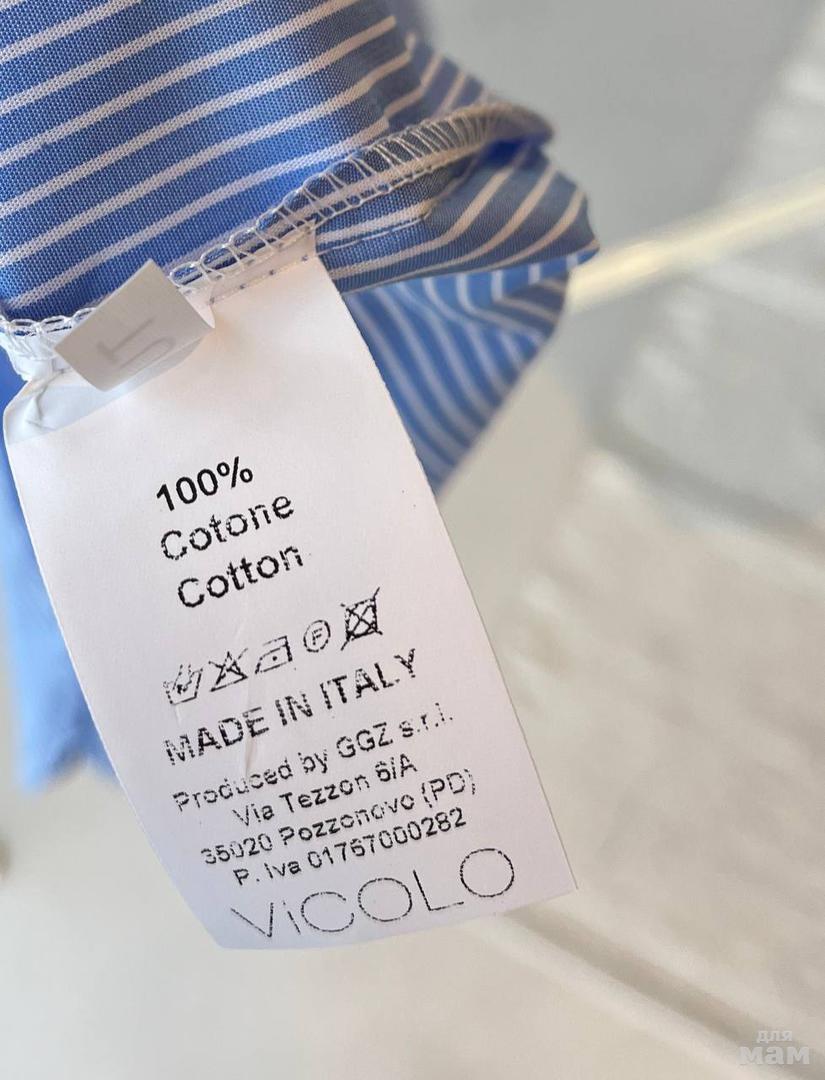 100%
Cotone
Cotton
F
MADE IN ITALY
Produced by GGZ s.r.l.
Via Tezzon 6/A
35020 Pozzonovo (PD)
P. Iva 01767000282
ViCOLO
для
мам